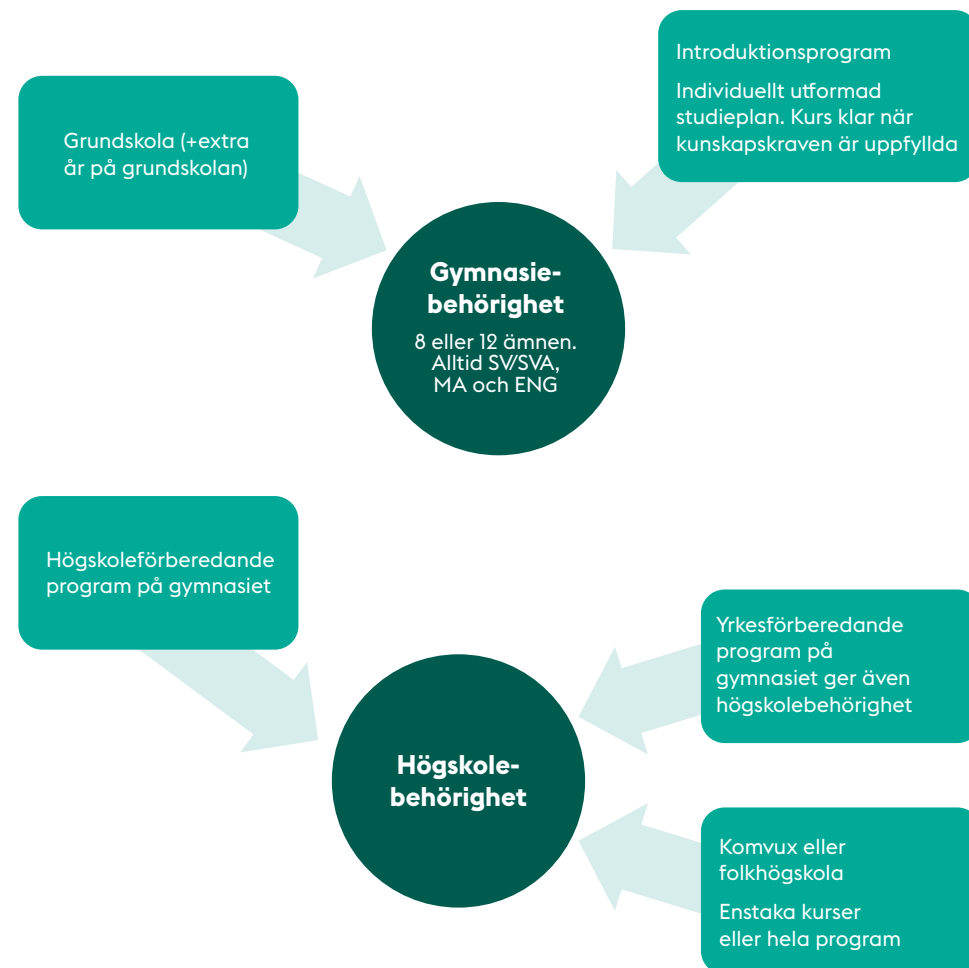 Introduktionsprogram
Individuellt utformad
studieplan. Kurs klar när
kunskapskraven är uppfyllda
Grundskola (+extra
år på grundskolan)
Gymnasie-
behörighet
8 eller 12 ämnen.
Alltid SV/SVA,
MA och ENG
Högskoleförberedande
program på gymnasiet
Yrkesförberedande
program på
gymnasiet ger även
högskolebehörighet
Högskole-
behörighet
Komvux eller
folkhögskola
Enstaka kurser
eller hela program